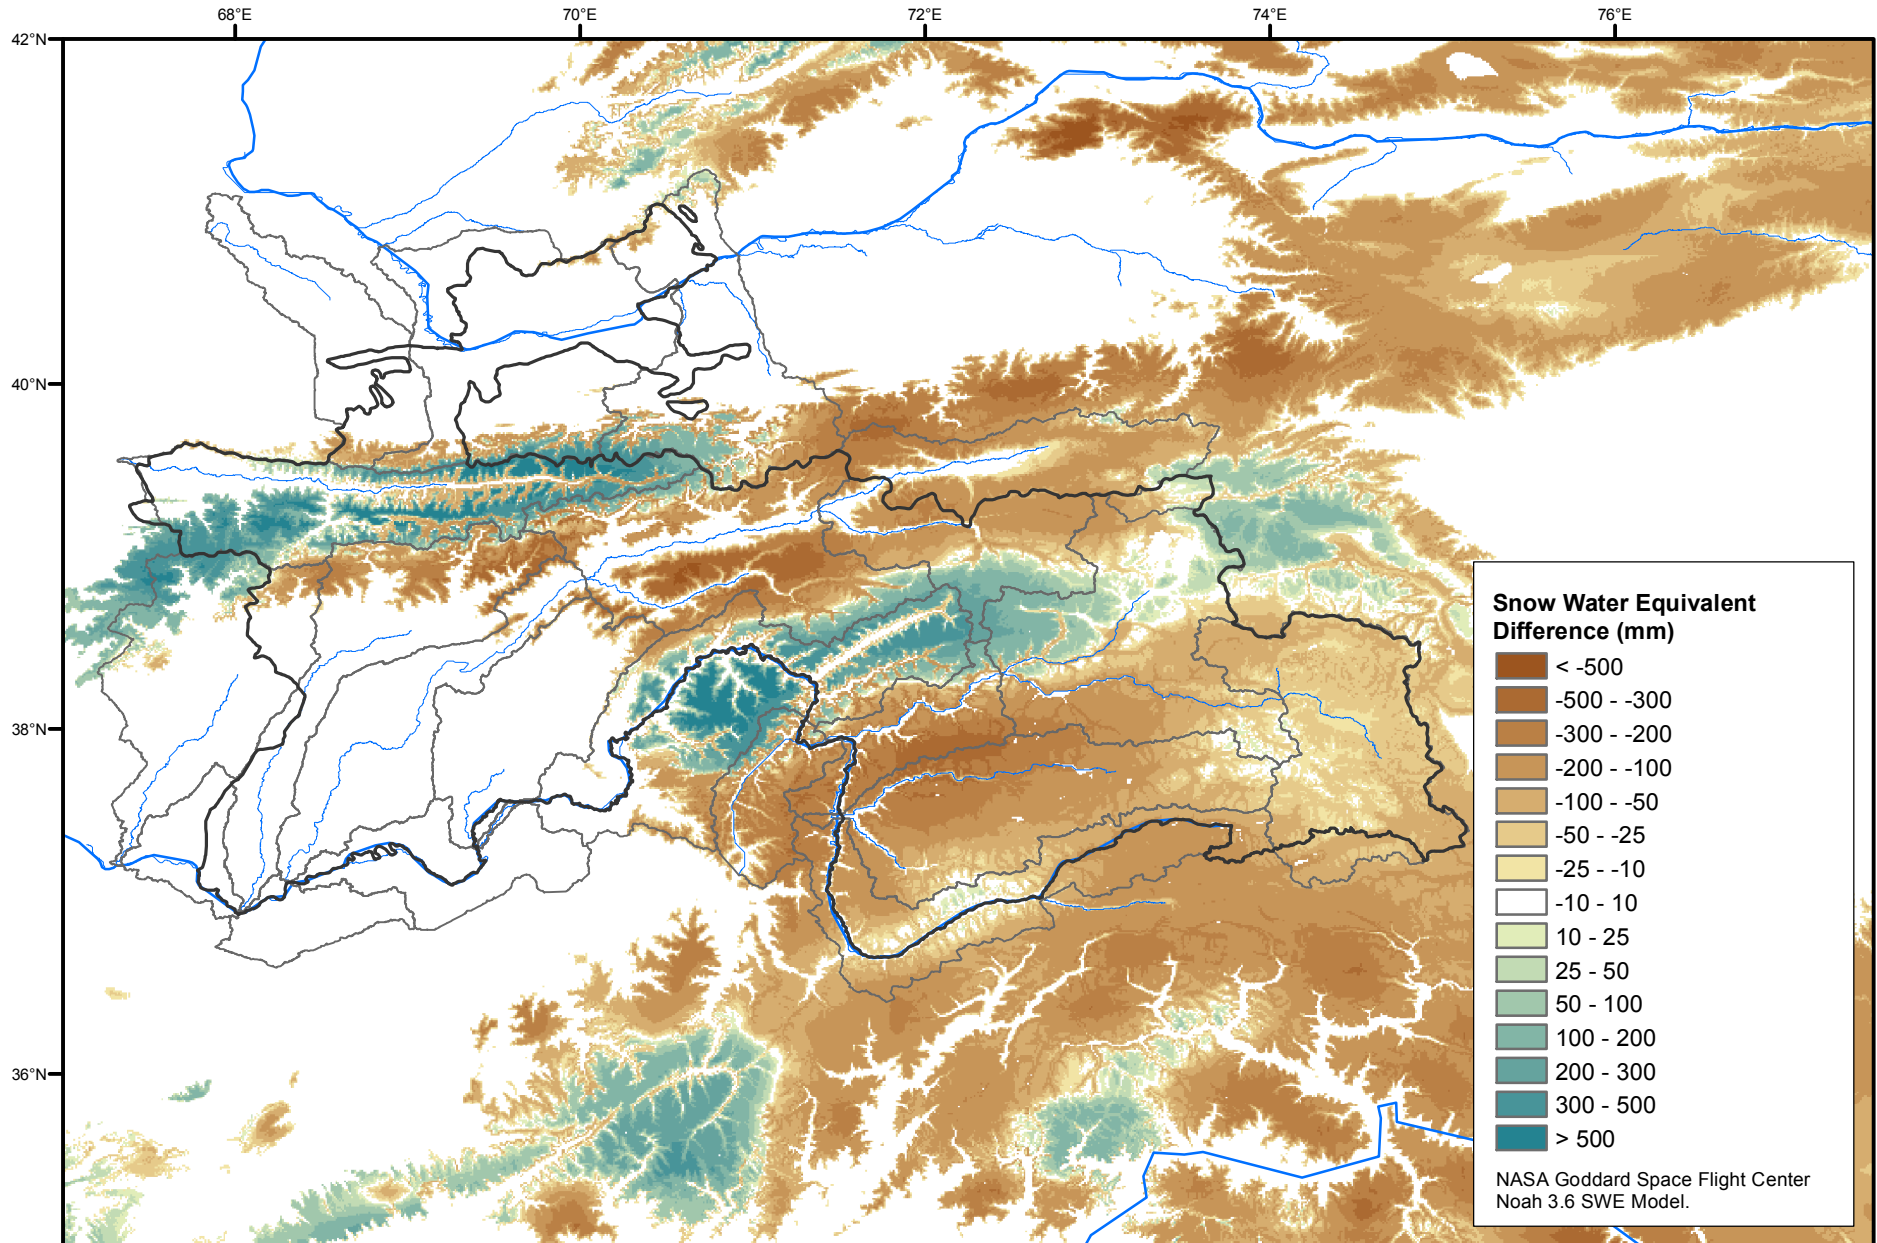 68°E 70°E 72°E 74°E 76°E
42°N
40°N
38°N
36°N
Snow Water Equivalent
Difference (mm)
< -500
-500 - -300
-300 - -200
-200 - -100
-100 - -50
-50 - -25
-25 - -10
-10 - 10
10 - 25
25 - 50
50 - 100
100 - 200
200 - 300
300 - 500
> 500
NASA Goddard Space Flight Center
Noah 3.6 SWE Model.